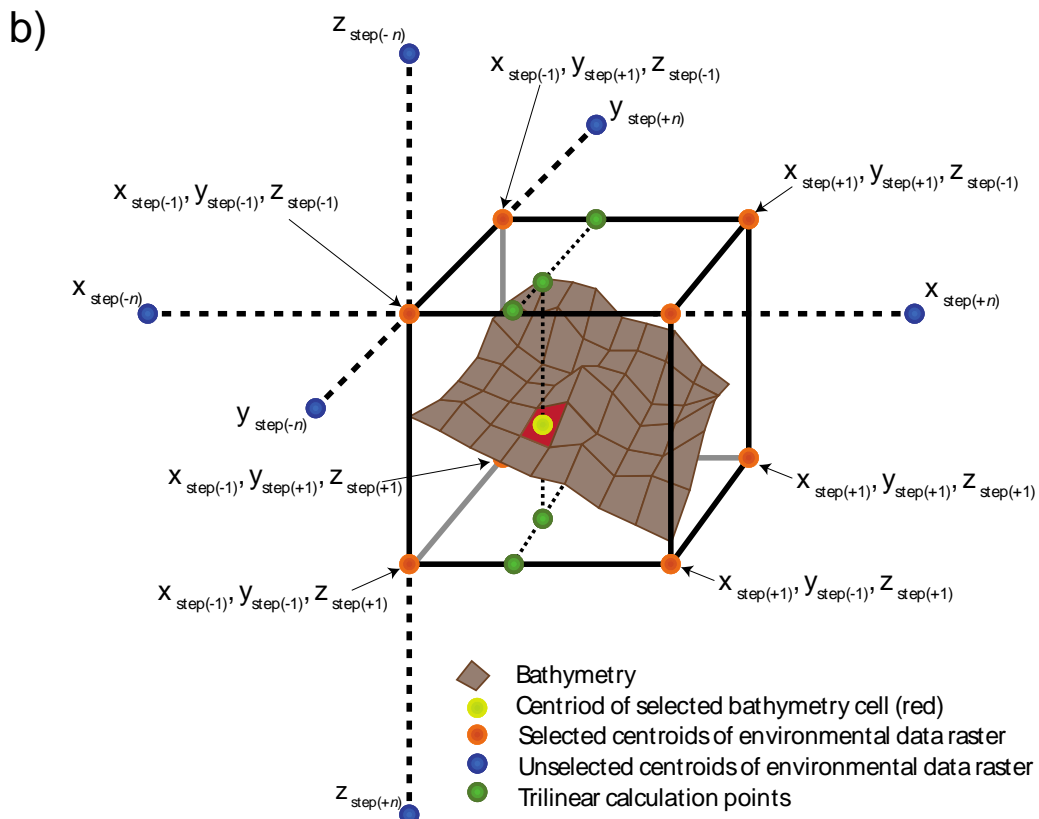 b)
z step(-n)
x step(-1), y step(+1), z step(-1)
y step(+n)
x step(+1), y step(+1), z step(-1)
x step(-1), y step(-1), z step(-1)
x step(-n)
x step(+n)
y step(-n)
x step(-1), y step(+1), z step(+1)
x step(+1), y step(+1), z step(+1)
x step(-1), y step(-1), z step(+1)
x step(+1), y step(-1), z step(+1)
Bathymetry
Centriod of selected bathymetry cell (red)
Selected centroids of environmental data raster
Unselected centroids of environmental data raster
Trilinear calculation points
z step(+n)